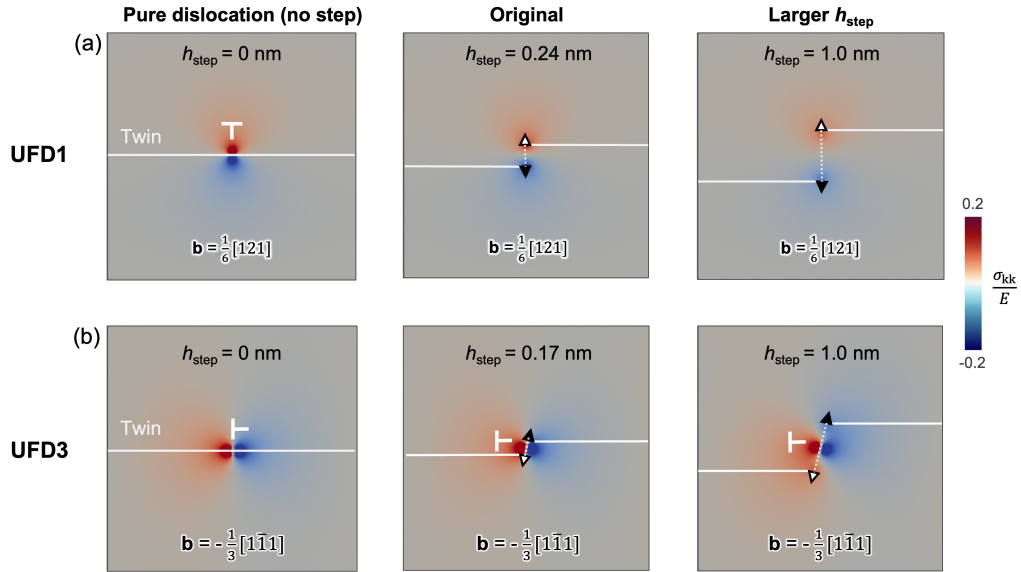 Pure dislocation (no step) Original Larger hstep
(a)
hstep = 0 nm hstep = 0.24 nm hstep = 1.0 nm
Twin
UFD1
b = 1/6[121] b = 1/6[121] b = 1/6[121]
0.2
σkk/E
-0.2
(b)
hstep = 0 nm hstep = 0.17 nm hstep = 1.0 nm
Twin
UFD3
b = - 1/3[11̅1] b = - 1/3[11̅1] b = - 1/3[11̅1]